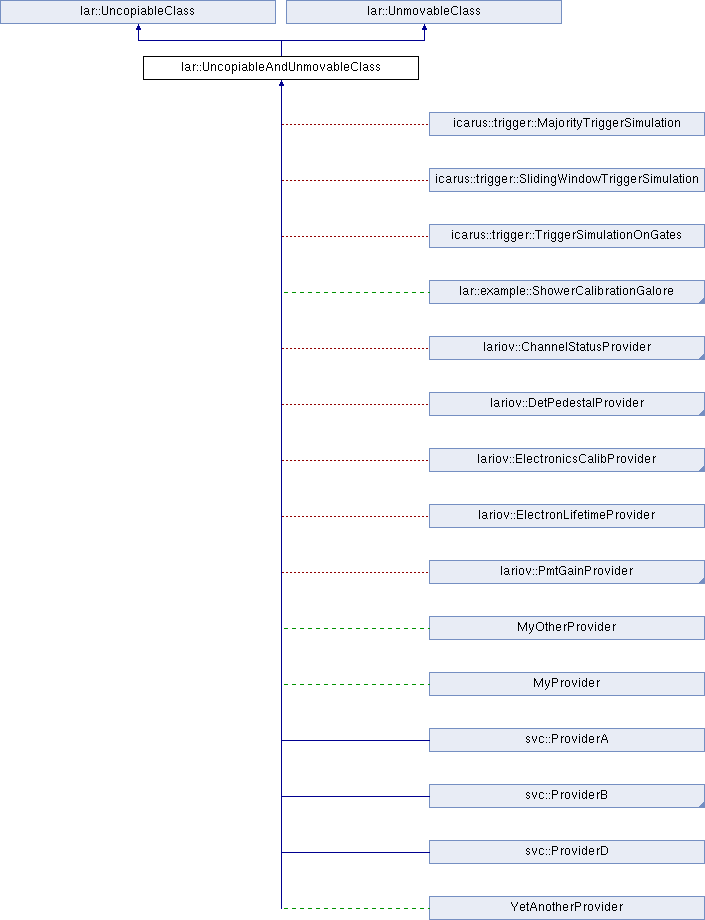 lar::UncopiableClass
lar::UnmovableClass
lar::UncopiableAndUnmovableClass
icarus::trigger::MajorityTriggerSimulation
icarus::trigger::SlidingWindowTriggerSimulation
icarus::trigger::TriggerSimulationOnGates
lar::example::ShowerCalibrationGalore
lariov::ChannelStatusProvider
lariov::DetPedestalProvider
lariov::ElectronicsCalibProvider
lariov::ElectronLifetimeProvider
lariov::PmtGainProvider
MyOtherProvider
MyProvider
svc::ProviderA
svc::ProviderB
svc::ProviderD
YetAnotherProvider